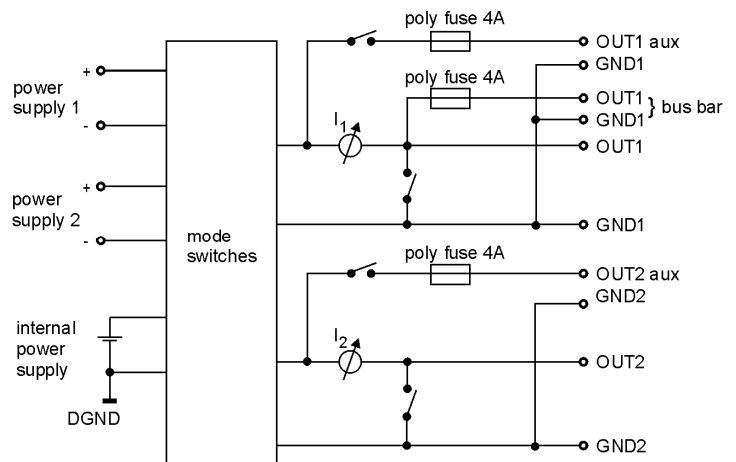 poly fuse 4A
OUT1 aux
GND1
+
power
supply 1
-
poly fuse 4A
OUT1
GND1
} bus bar
I1
OUT1
+
power
supply 2
-
GND1
mode
switches
poly fuse 4A
OUT2 aux
GND2
internal
power
supply
I2
OUT2
DGND
GND2